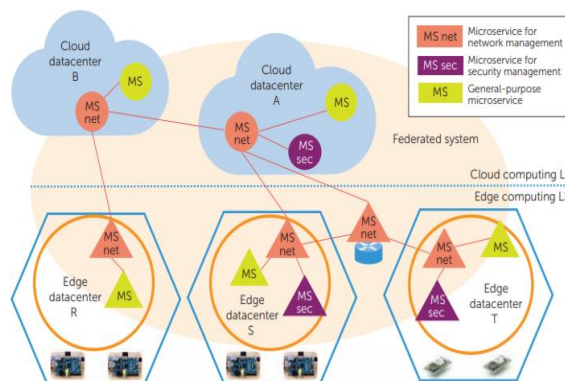 Cloud
datacenter
B
MS
MS
net
Cloud
datacenter
A
MS
MS
net
MS
sec
MS net
Microservice for
network management
MS sec
Microservice for
security management
MS
General-purpose
microservice
Federated system
Cloud computing L
Edge computing L
MS
net
MS
Edge
datacenter
R
MS
net
MS
MS
sec
Edge
datacenter
S
MS
net
MS
net
MS
MS
sec
Edge
datacenter
T